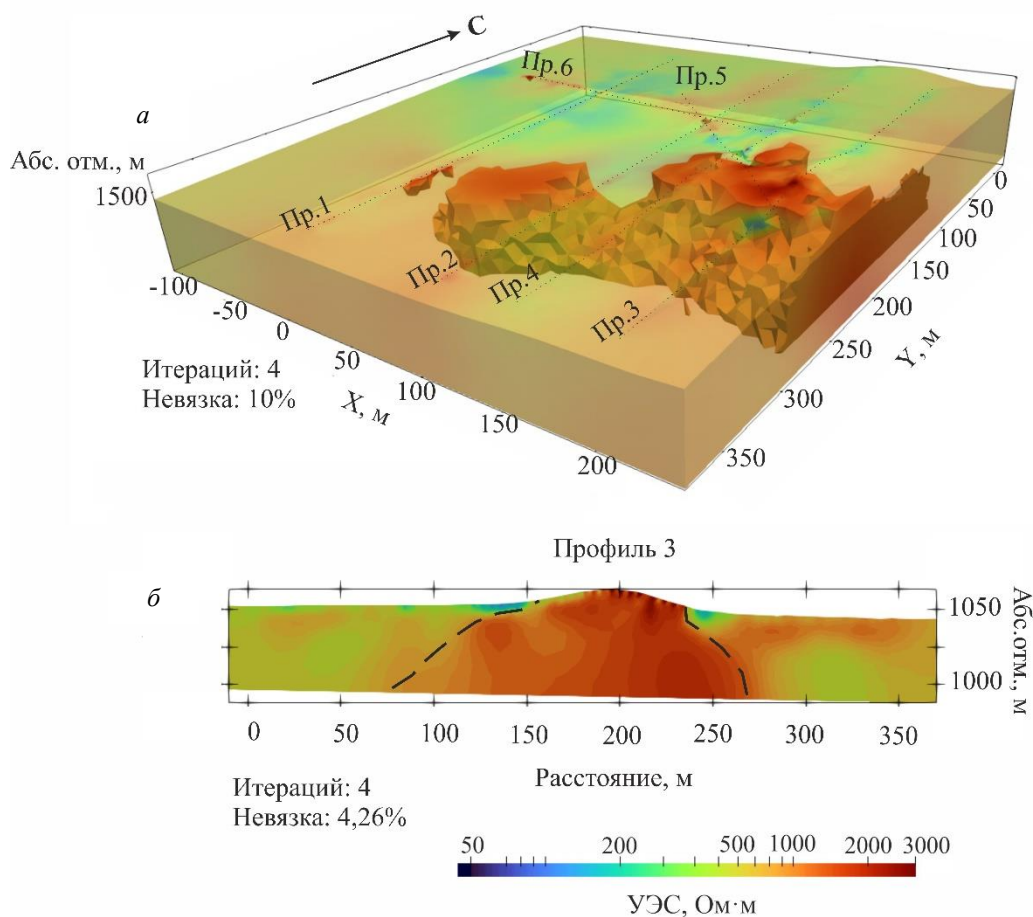 С
Пр.6
Пр.5
а
Абс. отм., м
1500
0
50
100
150
200
250
300
350
Y, м
Пр.1
Пр.2
Пр.4
Пр.3
-100
-50
0
50
100
150
200
X, м
Итераций: 4
Невязка: 10%
Профиль 3
б
1050
1000
Абс.отм., м
0 50 100 150 200 250 300 350
Расстояние, м
Итераций: 4
Невязка: 4,26%
50 200 500 1000 2000 3000
УЭС, Ом·м